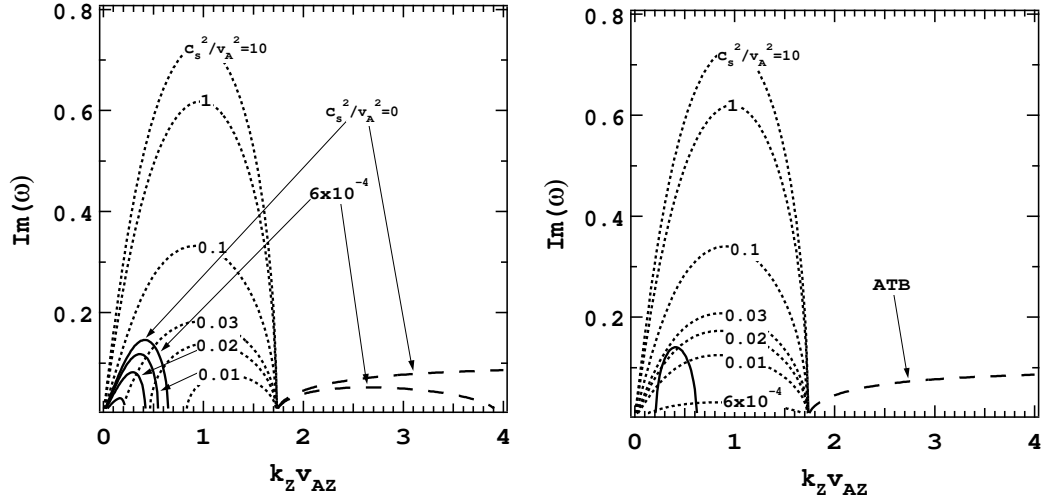 0.8
0.6
0.4
0.2
Im(ω)
c_s^2/v_A^2=10
1
c_s^2/v_A^2=0
6x10^-4
0.1
0.03
0.02
0.01
0 1 2 3 4
k_z v_AZ
0.8
0.6
0.4
0.2
Im(ω)
c_s^2/v_A^2=10
1
0.1
ATB
0.03
0.02
0.01
6x10^-4
0 1 2 3 4
k_z v_AZ